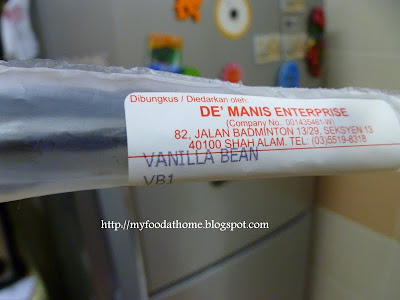 Dibungkus / Diedarkan oleh:
DE' MANIS ENTERPRISE
(Company No.: 001435461-W)
82, JALAN BADMINTON 13/29, SEKSYEN 13
40100 SHAH ALAM. TEL: (03)5519-8318
VANILLA BEAN
VB1
http://myfoodathome.blogspot.com